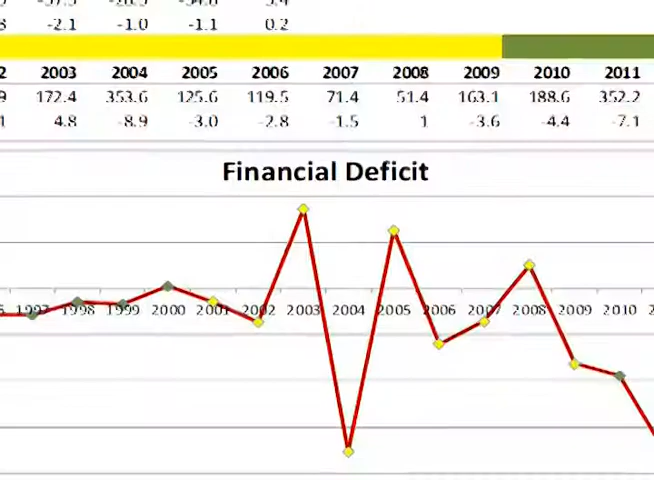 -2.1 -1.0 -1.1 0.2
2003 2004 2005 2006 2007 2008 2009 2010 2011
172.4 353.6 125.6 119.5 71.4 51.4 163.1 188.6 352.2
4.8 -8.9 -3.0 -2.8 -1.5 1 -3.6 -4.4 -7.1
Financial Deficit
1997 1998 1999 2000 2001 2002 2003 2004 2005 2006 2007 2008 2009 2010